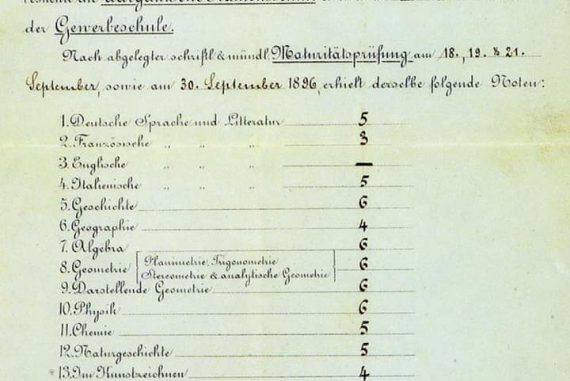 der Gewerbeschule.
Nach abgelegter schriftl & mündl. Maturitätsprüfung am 18., 19. & 21.
September, sowie am 30. September 1896, erhielt derselbe folgende Noten:
1. Deutsche Sprache und Litteratur 5
2. Französische " " " 3
3. Englische " " " —
4. Italienische " " " 5
5. Geschichte 6
6. Geographie 4
7. Algebra 6
8. Geometrie [Planimetrie, Trigonometrie 6
Stereometrie & analytische Geometrie]
9. Darstellende Geometrie 6
10. Physik 6
11. Chemie 5
12. Naturgeschichte 5
* 13. Im Kunstzeichnen 4